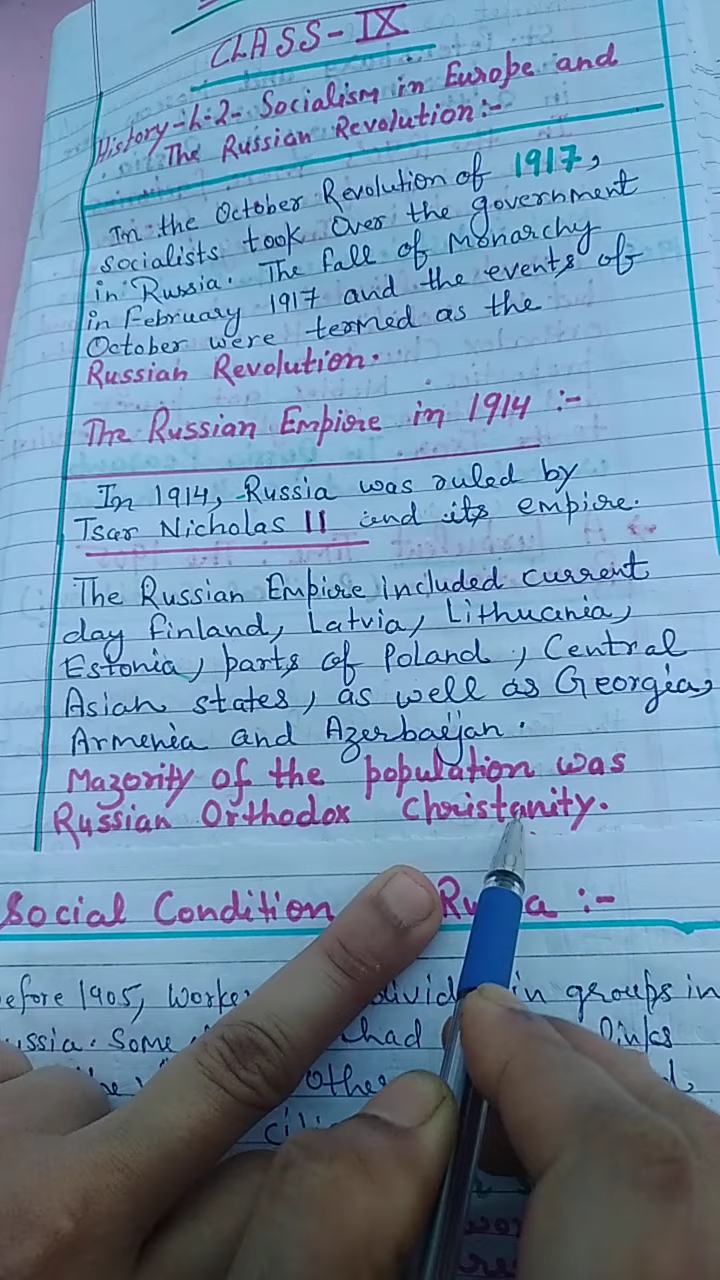 CLASS-IX
History-h-2- Socialism in Europe and
The Russian Revolution:-
In the October Revolution of 1917,
socialists took Over the government
in Russia. The fall of Monarchy
in February 1917 and the events of
October were termed as the
Russian Revolution.
The Russian Empire in 1914 :-
In 1914, Russia was ruled by
Tsar Nicholas II and its empire.
The Russian Empire included current
day finland, Latvia, Lithuania,
Estonia, parts of Poland, Central
Asian states, as well as Georgia,
Armenia and Azerbaijan.
Mazority of the population was
Russian Orthodox Christanity.
Social Condition :-
1905, in groups in
Some had links